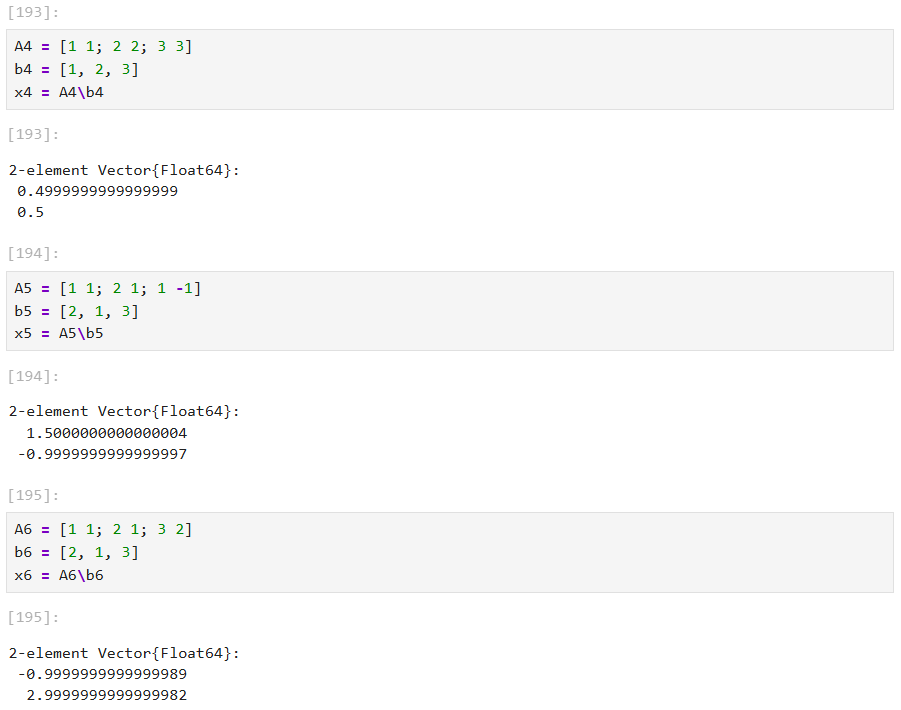 [193]:
A4 = [1 1; 2 2; 3 3]
b4 = [1, 2, 3]
x4 = A4\b4
[193]:
2-element Vector{Float64}:
0.4999999999999999
0.5
[194]:
A5 = [1 1; 2 1; 1 -1]
b5 = [2, 1, 3]
x5 = A5\b5
[194]:
2-element Vector{Float64}:
1.5000000000000004
-0.9999999999999997
[195]:
A6 = [1 1; 2 1; 3 2]
b6 = [2, 1, 3]
x6 = A6\b6
[195]:
2-element Vector{Float64}:
-0.9999999999999989
2.9999999999999982